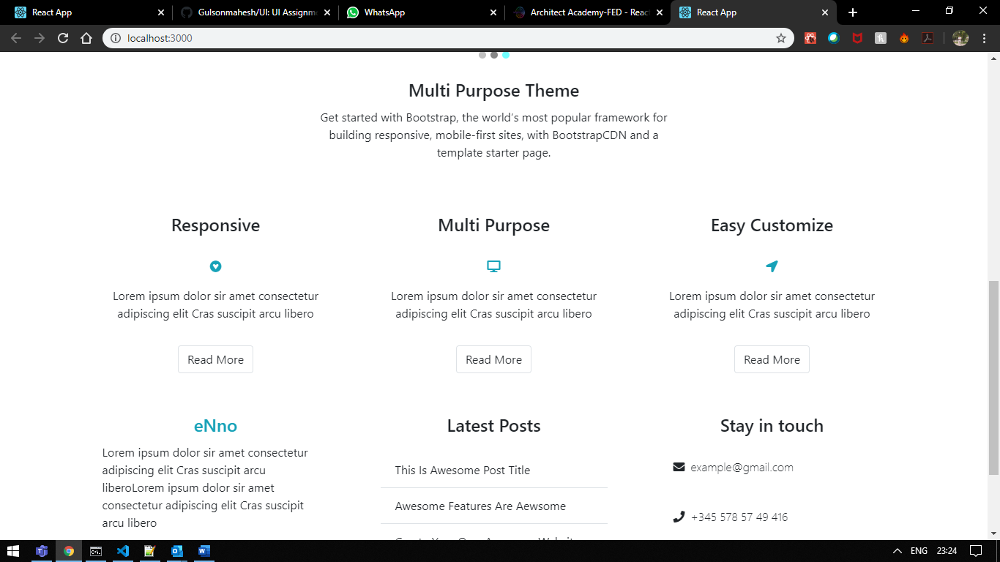 React App
Gulsonmahesh/UI: UI Assignme
WhatsApp
Architect Academy-FED - Reac
React App
localhost:3000
Multi Purpose Theme
Get started with Bootstrap, the world's most popular framework for
building responsive, mobile-first sites, with BootstrapCDN and a
template starter page.
Responsive
Lorem ipsum dolor sir amet consectetur
adipiscing elit Cras suscipit arcu libero
Read More
Multi Purpose
Lorem ipsum dolor sir amet consectetur
adipiscing elit Cras suscipit arcu libero
Read More
Easy Customize
Lorem ipsum dolor sir amet consectetur
adipiscing elit Cras suscipit arcu libero
Read More
eNno
Lorem ipsum dolor sir amet consectetur
adipiscing elit Cras suscipit arcu
liberoLorem ipsum dolor sir amet
consectetur adipiscing elit Cras suscipit
arcu libero
Latest Posts
This Is Awesome Post Title
Awesome Features Are Aewsome
Create Your Own Awesome Website
Stay in touch
example@gmail.com
+345 578 57 49 416
ENG
23:24